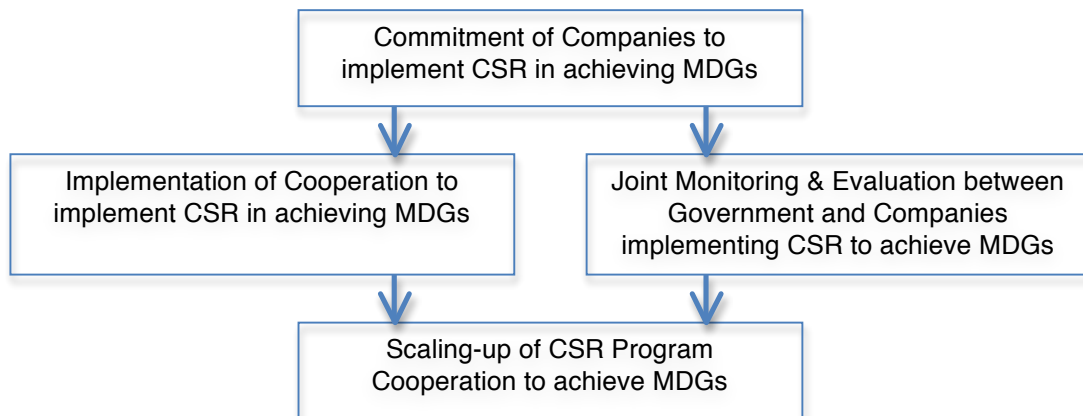 Commitment of Companies to
implement CSR in achieving MDGs
Implementation of Cooperation to
implement CSR in achieving MDGs
Joint Monitoring & Evaluation between
Government and Companies
implementing CSR to achieve MDGs
Scaling-up of CSR Program
Cooperation to achieve MDGs